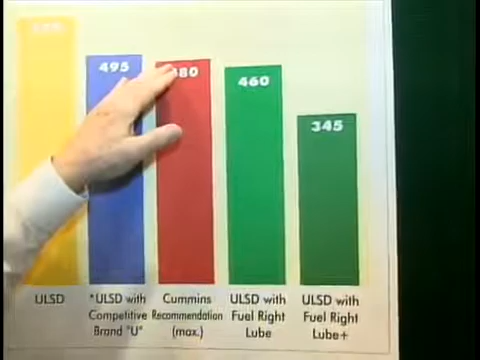 495
460
345
ULSD
*ULSD with
Competitive
Brand "U"
Cummins
Recommendation
(max.)
ULSD with
Fuel Right
Lube
ULSD with
Fuel Right
Lube+